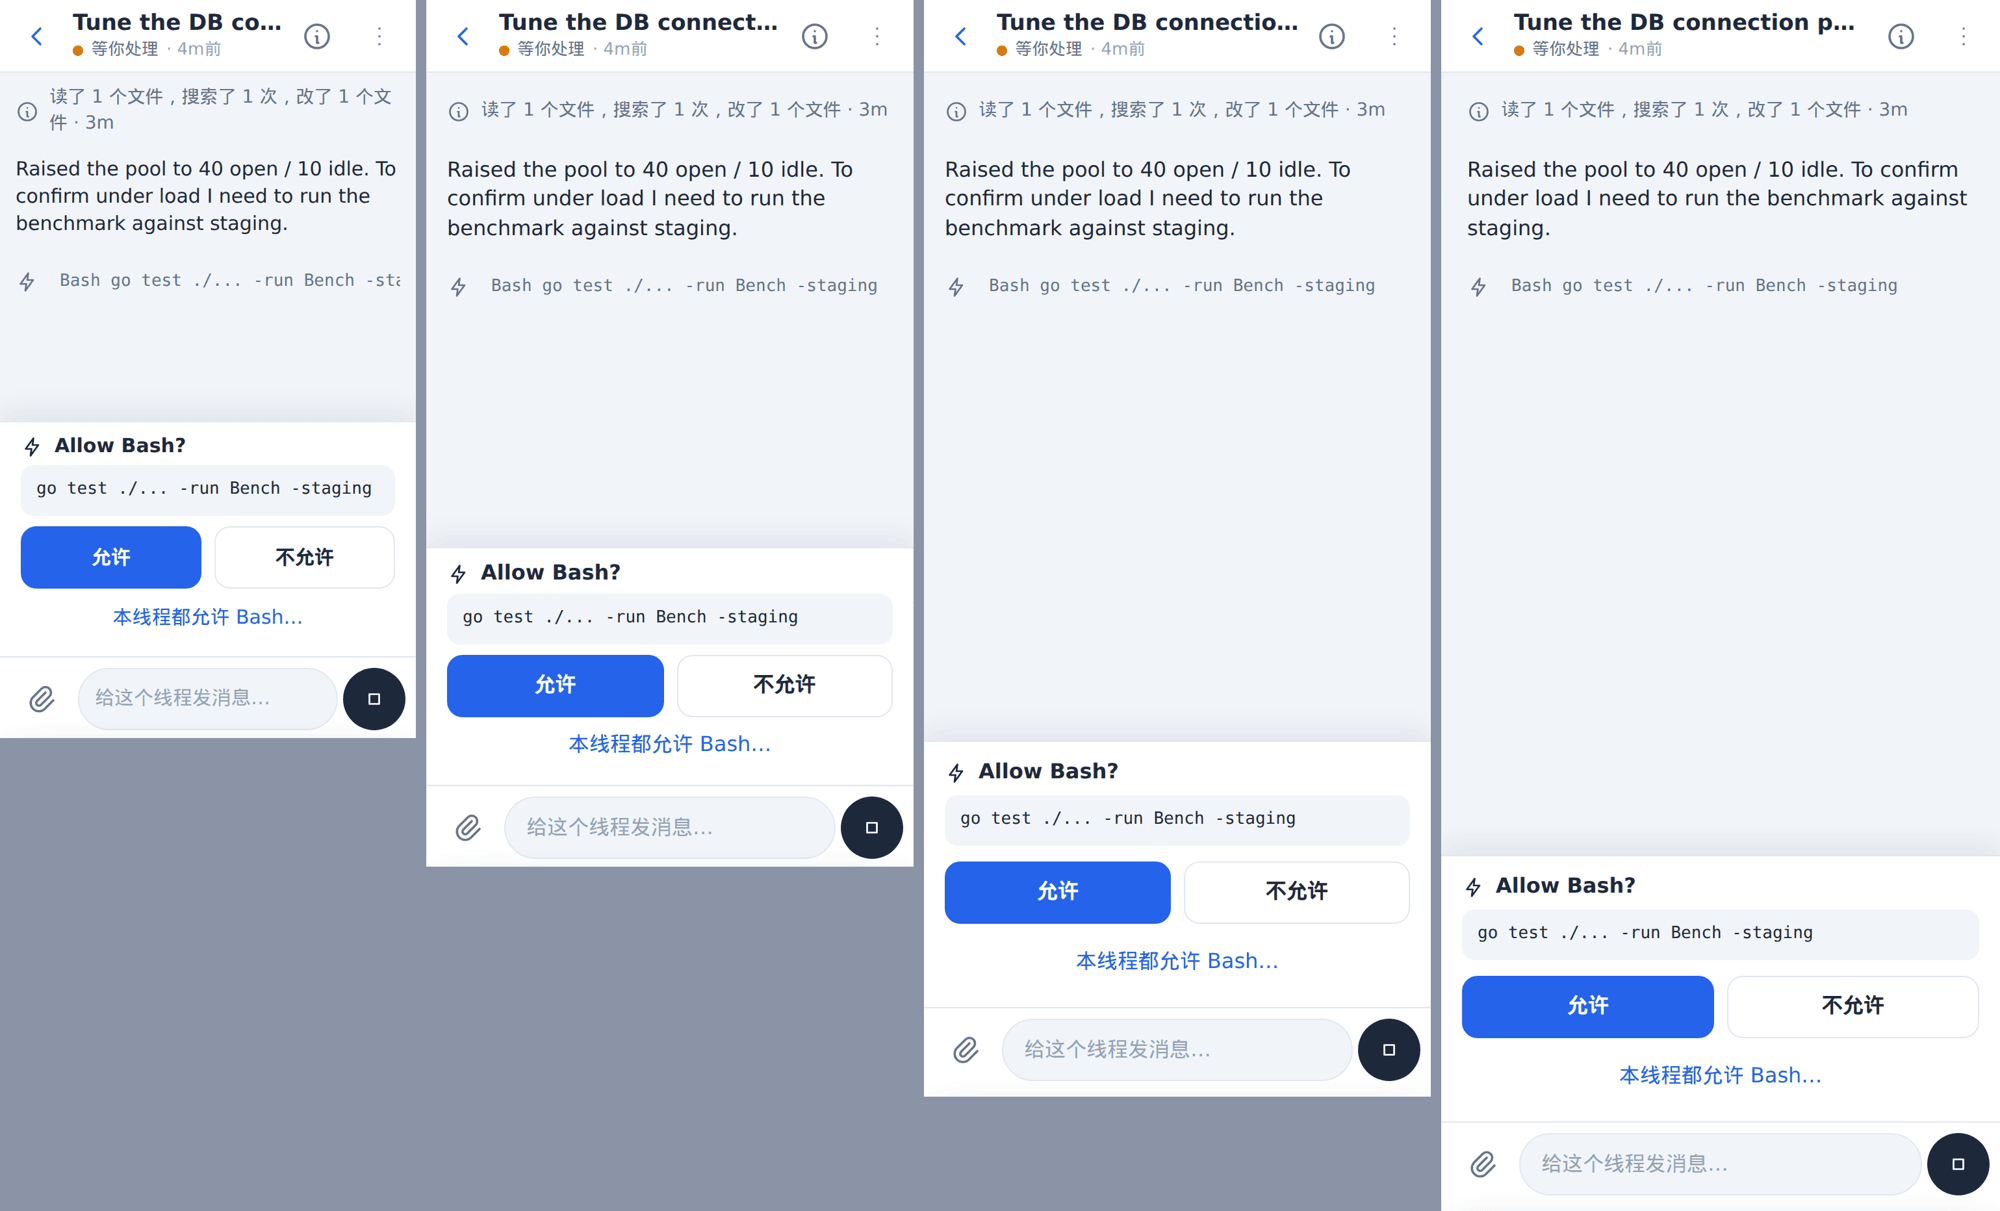 Tune the DB co...
等你处理 · 4m前
读了 1 个文件，搜索了 1 次，改了 1 个文
件 · 3m
Raised the pool to 40 open / 10 idle. To
confirm under load I need to run the
benchmark against staging.
Bash go test ./... -run Bench -sta
Allow Bash?
go test ./... -run Bench -staging
允许
不允许
本线程都允许 Bash...
给这个线程发消息...
Tune the DB connect...
等你处理 · 4m前
读了 1 个文件，搜索了 1 次，改了 1 个文件 · 3m
Raised the pool to 40 open / 10 idle. To
confirm under load I need to run the
benchmark against staging.
Bash go test ./... -run Bench -staging
Allow Bash?
go test ./... -run Bench -staging
允许
不允许
本线程都允许 Bash...
给这个线程发消息...
Tune the DB connectio...
等你处理 · 4m前
读了 1 个文件，搜索了 1 次，改了 1 个文件 · 3m
Raised the pool to 40 open / 10 idle. To
confirm under load I need to run the
benchmark against staging.
Bash go test ./... -run Bench -staging
Allow Bash?
go test ./... -run Bench -staging
允许
不允许
本线程都允许 Bash...
给这个线程发消息...
Tune the DB connection p...
等你处理 · 4m前
读了 1 个文件，搜索了 1 次，改了 1 个文件 · 3m
Raised the pool to 40 open / 10 idle. To confirm
under load I need to run the benchmark against
staging.
Bash go test ./... -run Bench -staging
Allow Bash?
go test ./... -run Bench -staging
允许
不允许
本线程都允许 Bash...
给这个线程发消息...